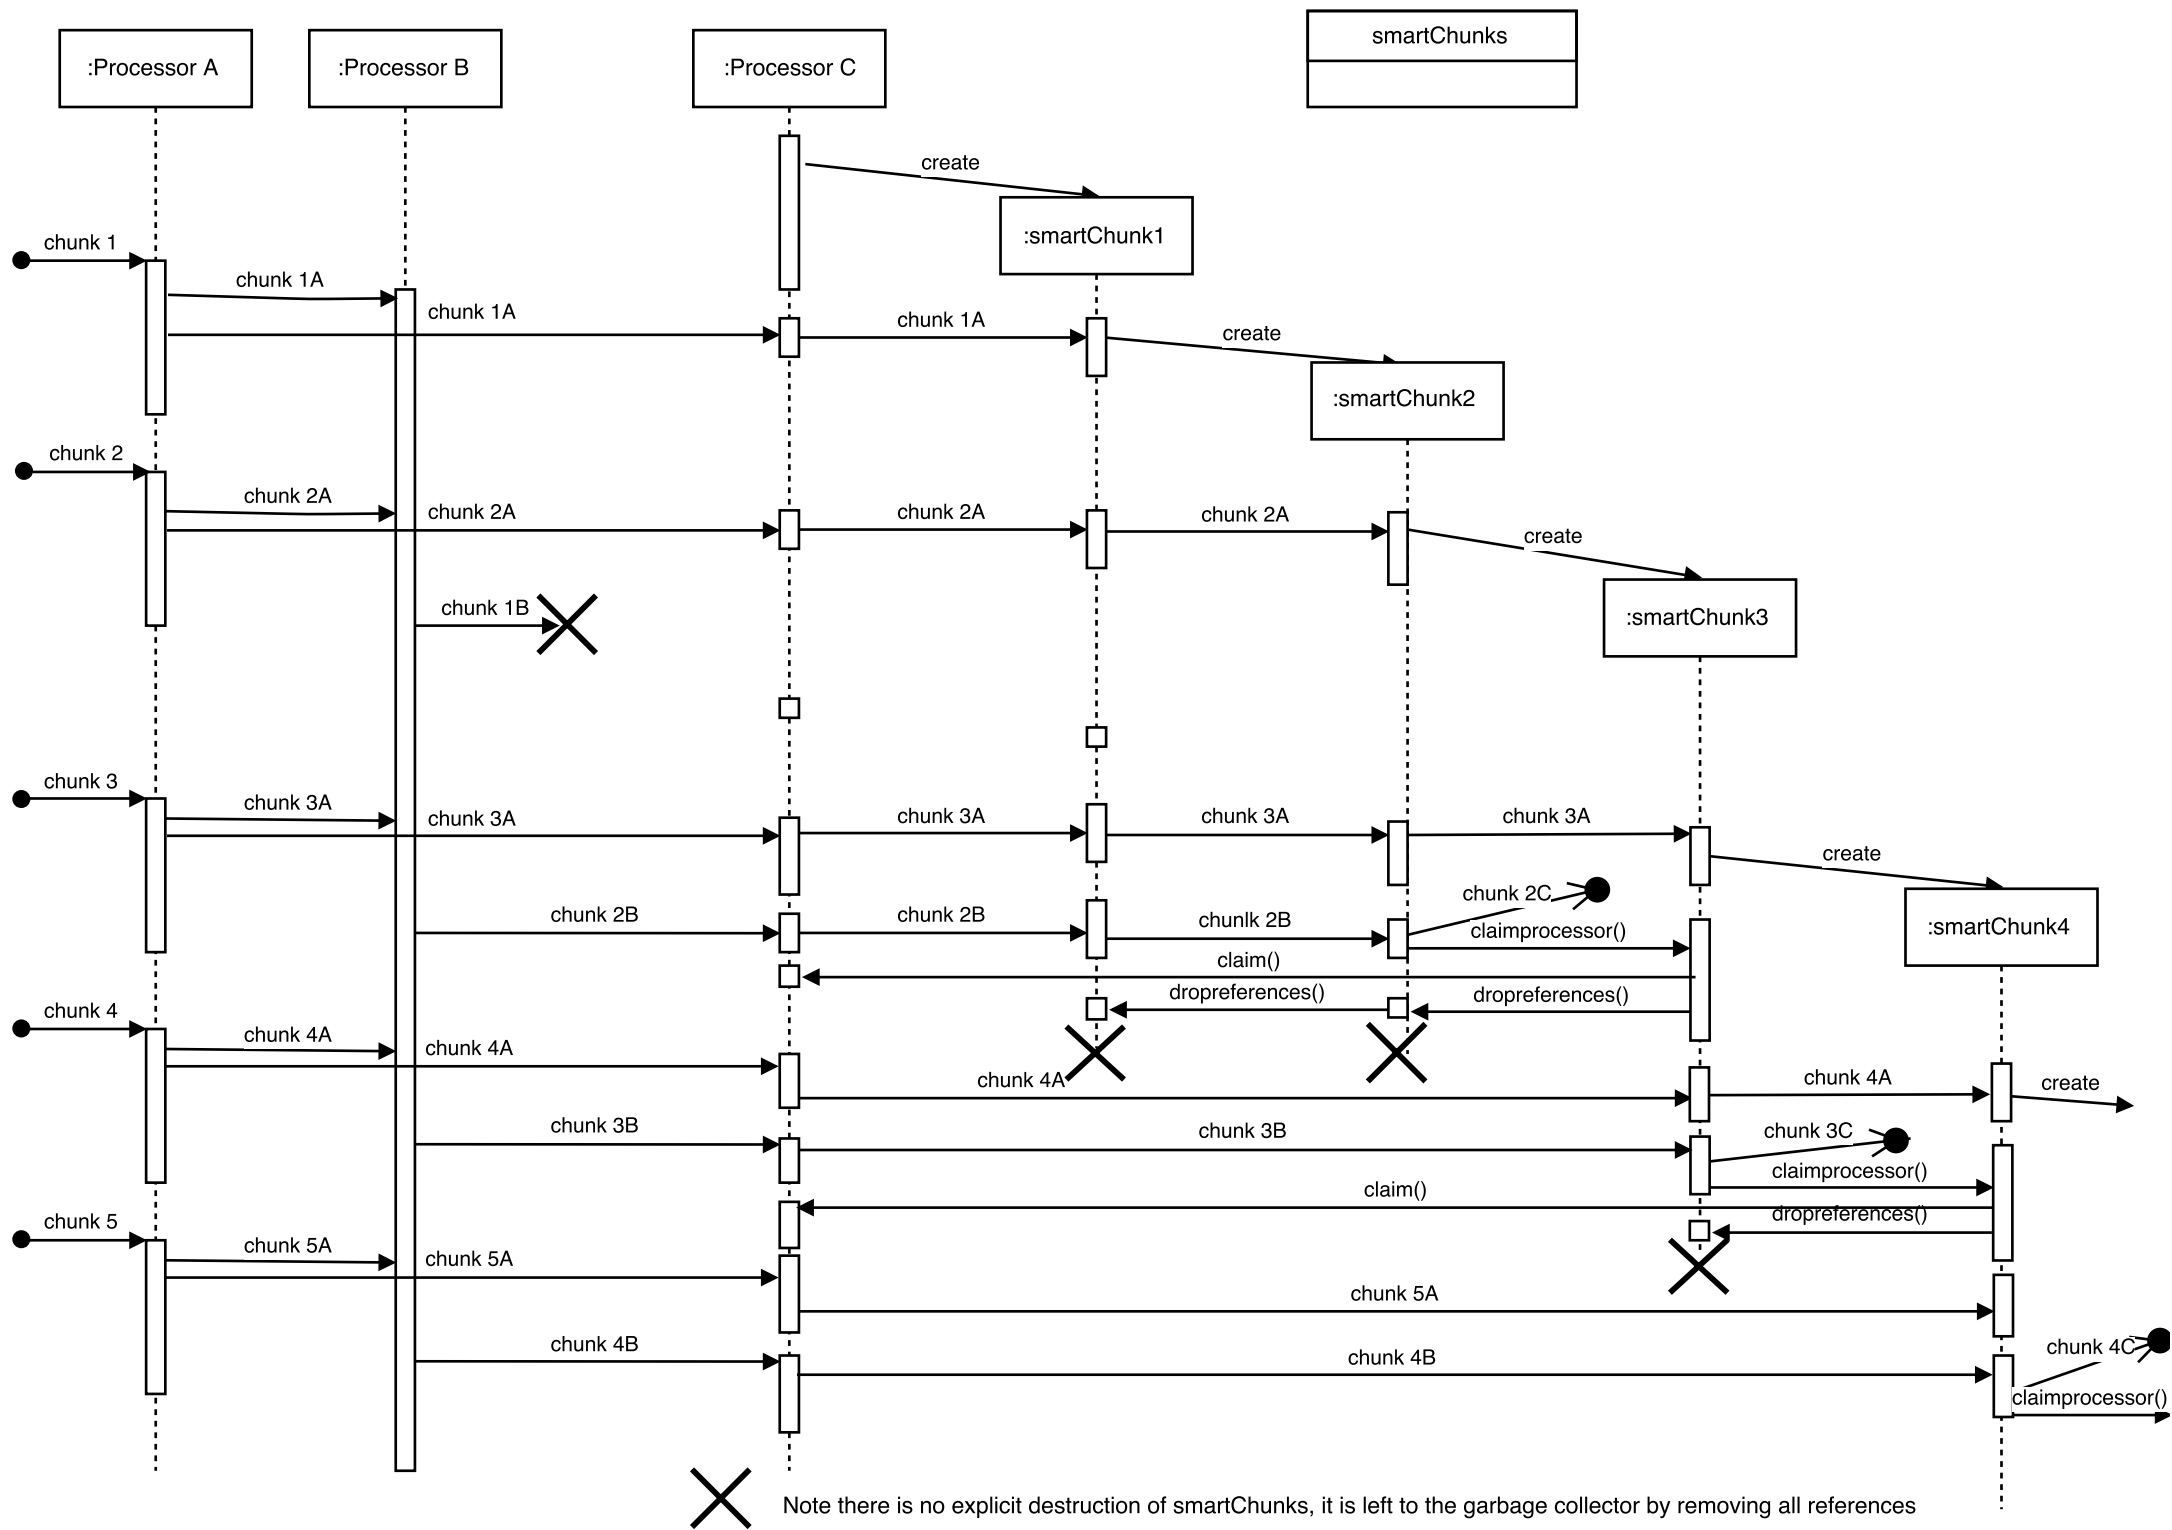 :Processor A
:Processor B
:Processor C
smartChunks
create
:smartChunk1
chunk 1
chunk 1A
chunk 1A
chunk 1A
create
:smartChunk2
chunk 2
chunk 2A
chunk 2A
chunk 2A
chunk 2A
create
chunk 1B
:smartChunk3
chunk 3
chunk 3A
chunk 3A
chunk 3A
chunk 3A
chunk 3A
create
chunk 2C
chunk 2B
chunk 2B
chunlk 2B
claimprocessor()
:smartChunk4
claim()
dropreferences()
dropreferences()
chunk 4
chunk 4A
chunk 4A
chunk 4A
chunk 4A
create
chunk 3B
chunk 3B
chunk 3C
claimprocessor()
claim()
dropreferences()
chunk 5
chunk 5A
chunk 5A
chunk 5A
chunk 4B
chunk 4B
chunk 4C
claimprocessor()
Note there is no explicit destruction of smartChunks, it is left to the garbage collector by removing all references